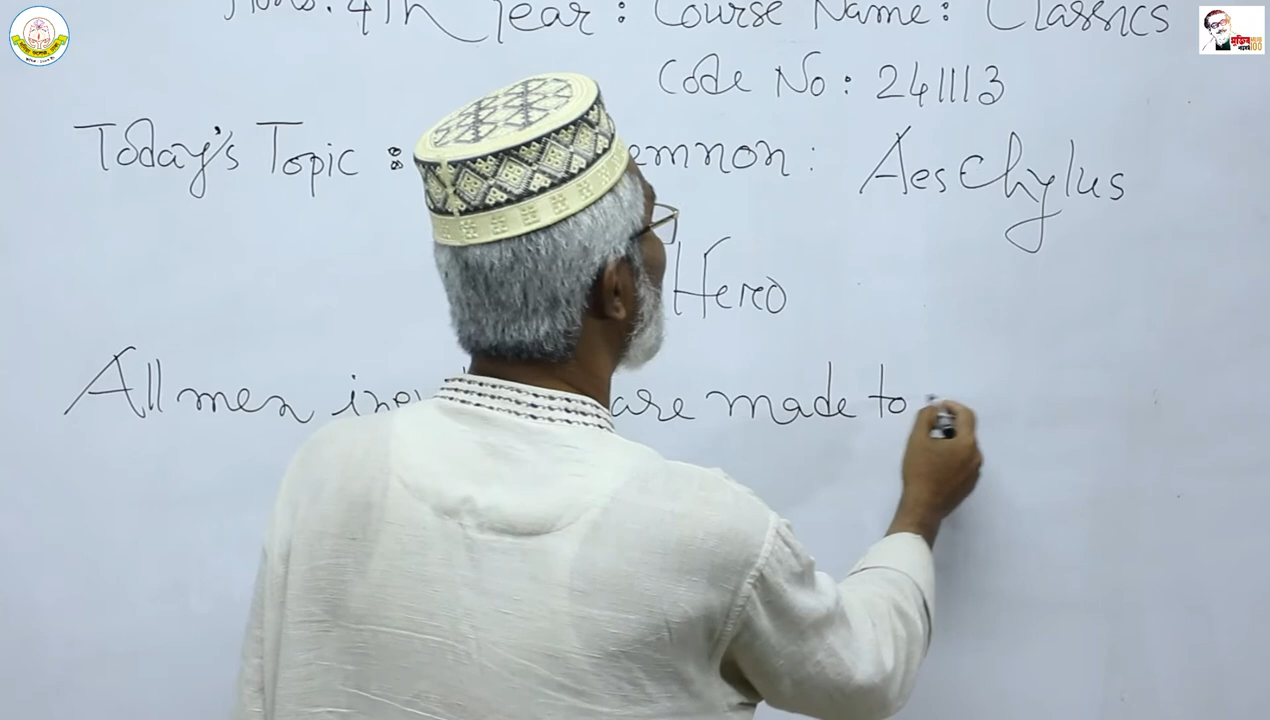 Hons. 4th Year : Course Name: Classics
Code No: 241113
Today's Topic : emnon : Aeschylus
Hero
All men are made to